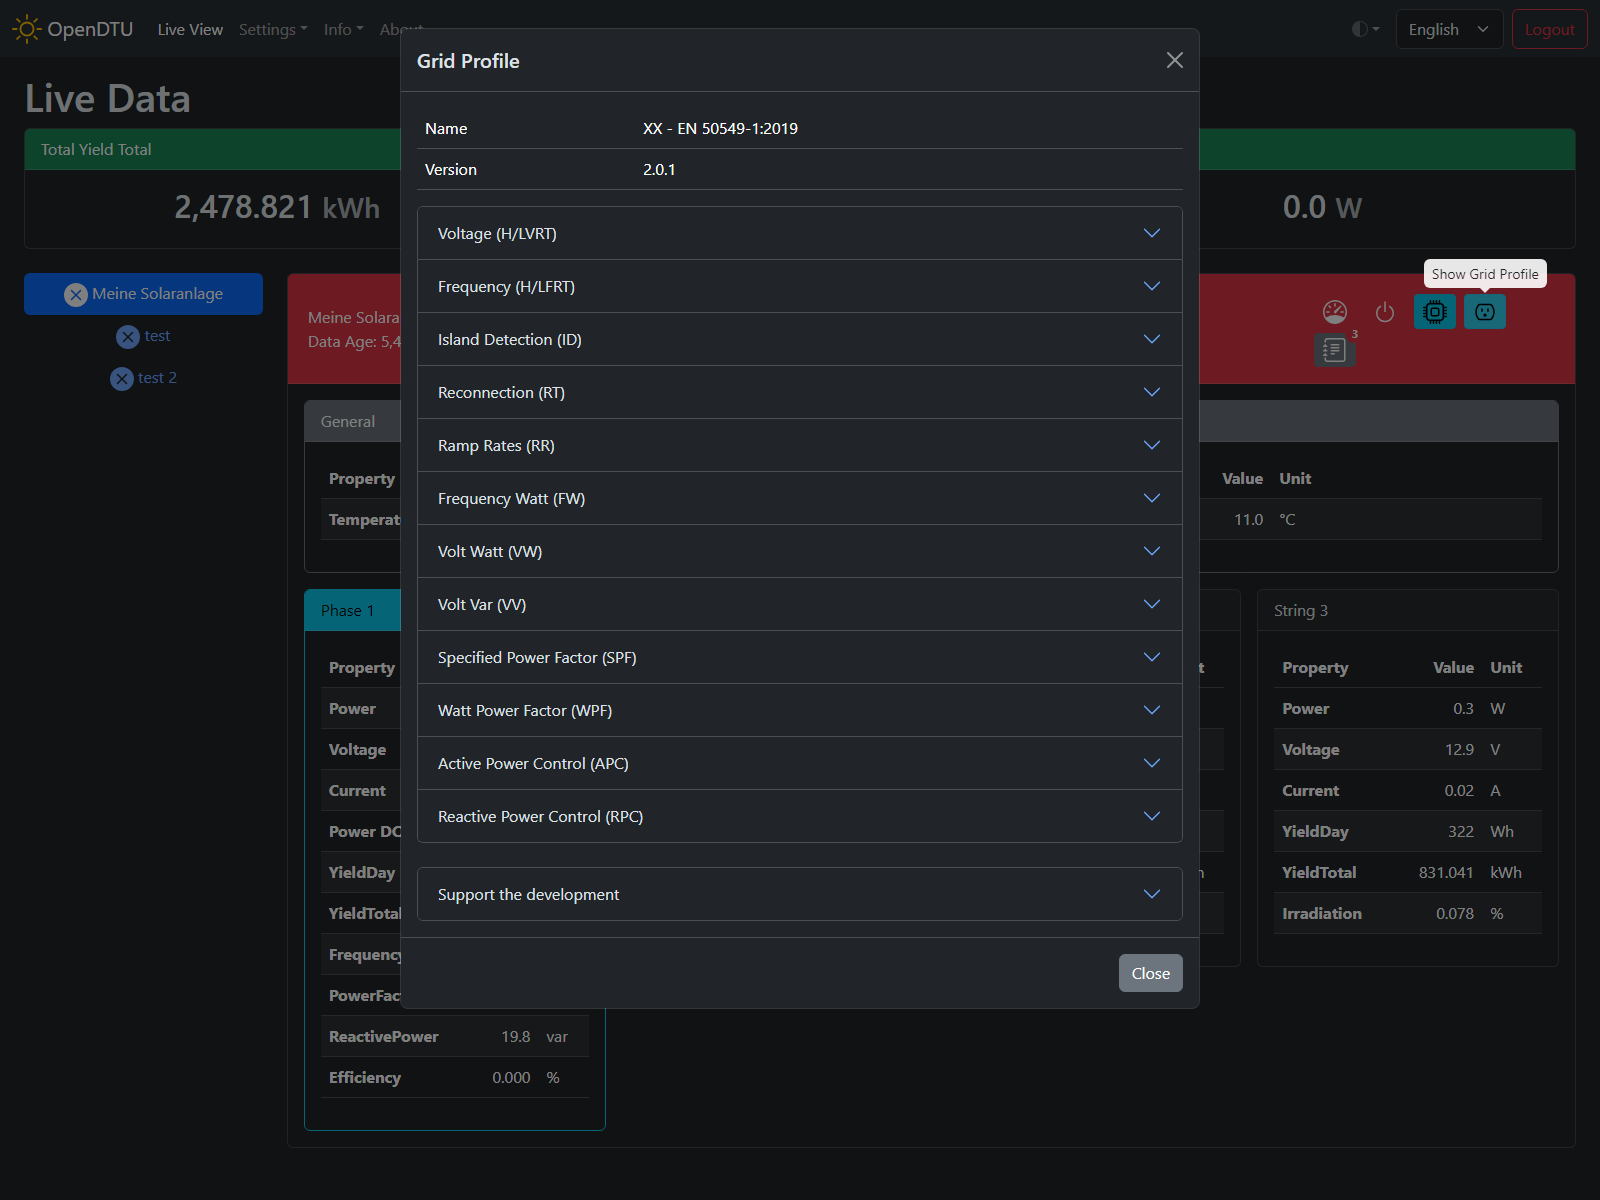 OpenDTU Live View Settings Info About English Logout
Grid Profile
Live Data
Name XX - EN 50549-1:2019
Version 2.0.1
Total Yield Total
2,478.821 kWh 0.0 W
Voltage (H/LVRT)
Frequency (H/LFRT)
Island Detection (ID)
Reconnection (RT)
Ramp Rates (RR)
Frequency Watt (FW)
Volt Watt (VW)
Volt Var (VV)
Specified Power Factor (SPF)
Watt Power Factor (WPF)
Active Power Control (APC)
Reactive Power Control (RPC)
Support the development
Close
Show Grid Profile
Meine Solaranlage
test
test 2
Meine Solara
Data Age: 5,4
3
General
Property Value Unit
Temperat 11.0 °C
Phase 1
Property
Power
Voltage
Current
Power DC
YieldDay
YieldTotal
Frequency
PowerFac
ReactivePower 19.8 var
Efficiency 0.000 %
String 3
Property Value Unit
Power 0.3 W
Voltage 12.9 V
Current 0.02 A
YieldDay 322 Wh
YieldTotal 831.041 kWh
Irradiation 0.078 %